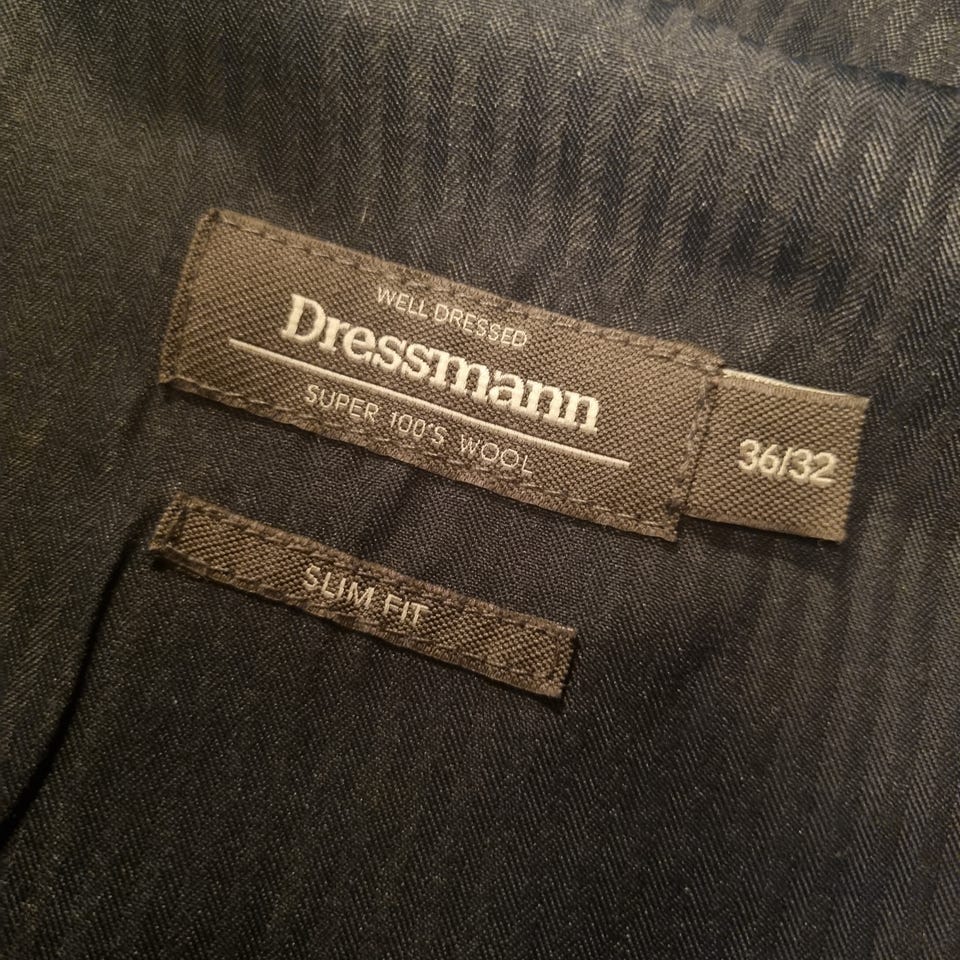 WELL DRESSED
Dressmann
SUPER 100'S WOOL
36/32
SLIM FIT